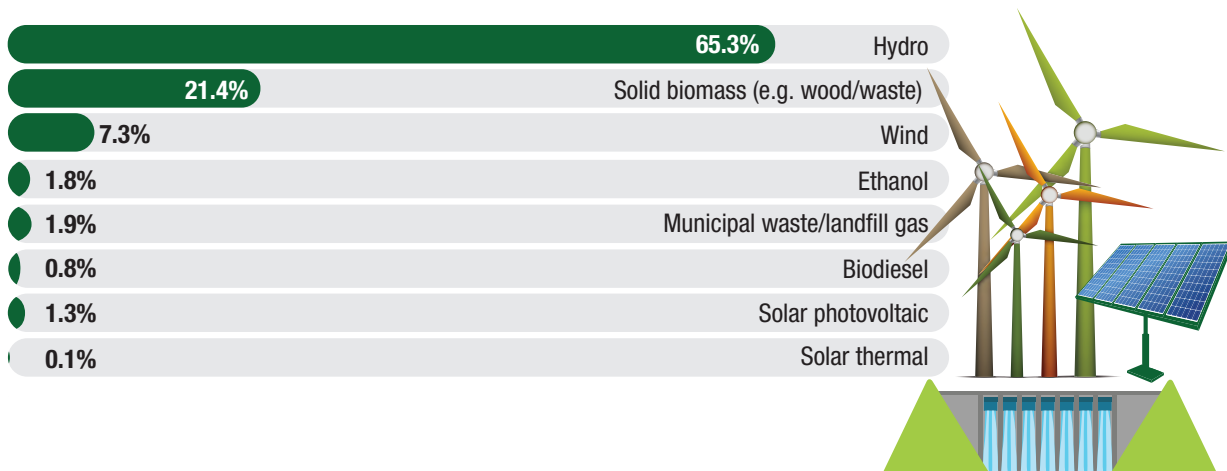 65.3% Hydro
21.4% Solid biomass (e.g. wood/waste)
7.3% Wind
1.8% Ethanol
1.9% Municipal waste/landfill gas
0.8% Biodiesel
1.3% Solar photovoltaic
0.1% Solar thermal